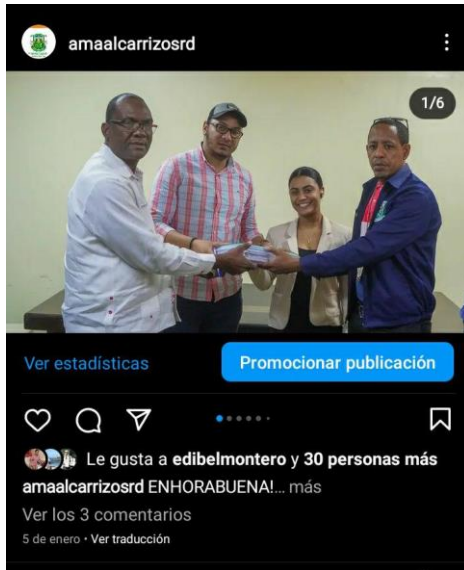 amaalcarrizosrd
1/6
Ver estadísticas
Promocionar publicación
Le gusta a edibelmontero y 30 personas más
amaalcarrizosrd ENHORABUENA!... más
Ver los 3 comentarios
5 de enero • Ver traducción